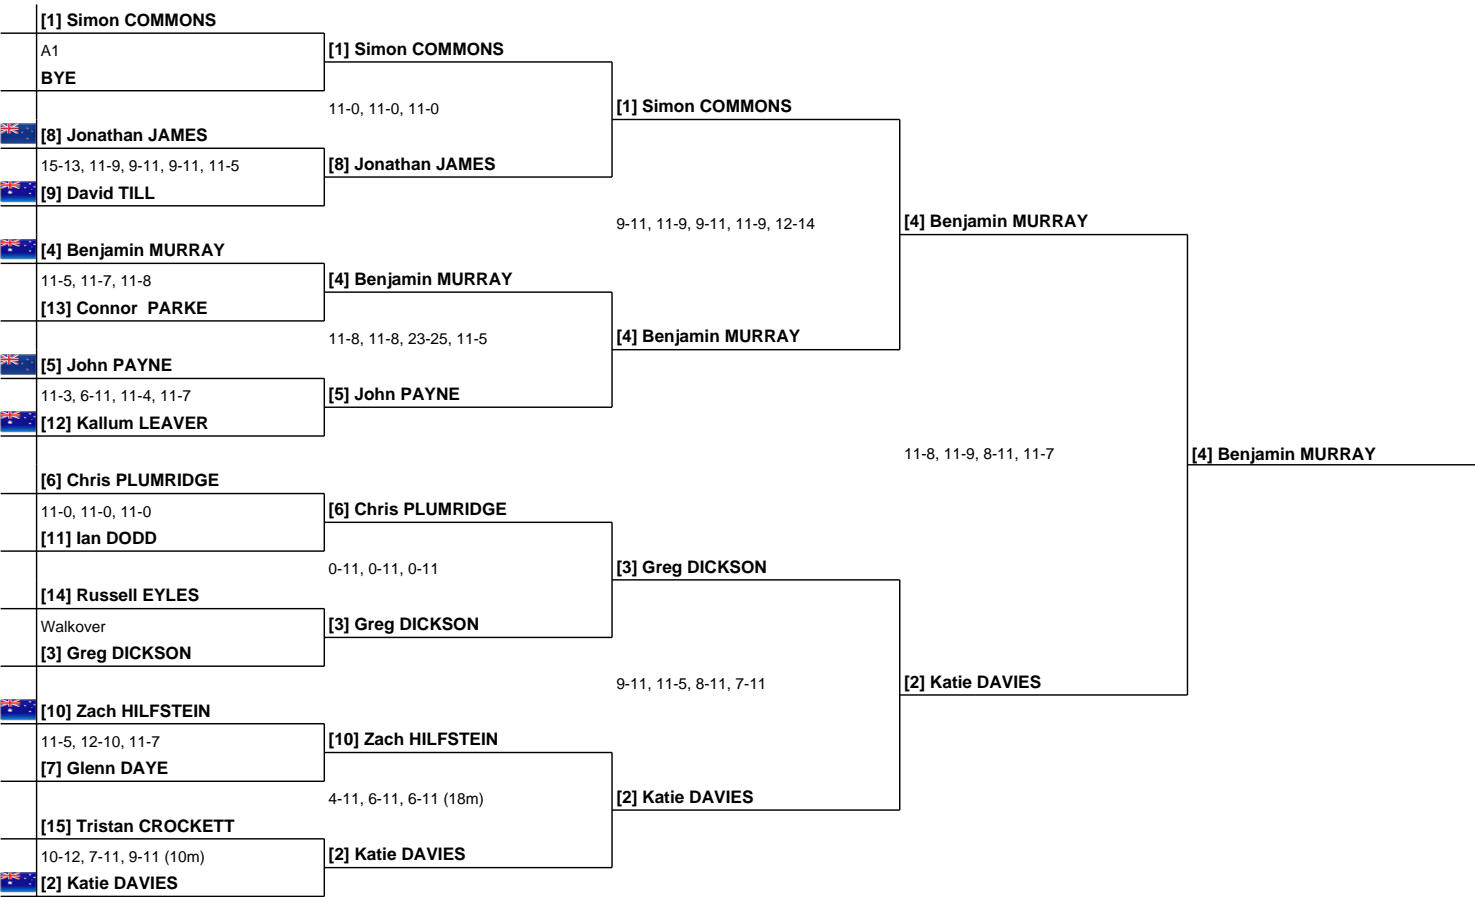 [1] Simon COMMONS
A1
BYE
[8] Jonathan JAMES
15-13, 11-9, 9-11, 9-11, 11-5
[9] David TILL
[4] Benjamin MURRAY
11-5, 11-7, 11-8
[13] Connor  PARKE
[5] John PAYNE
11-3, 6-11, 11-4, 11-7
[12] Kallum LEAVER
[6] Chris PLUMRIDGE
11-0, 11-0, 11-0
[11] Ian DODD
[14] Russell EYLES
Walkover
[3] Greg DICKSON
[10] Zach HILFSTEIN
11-5, 12-10, 11-7
[7] Glenn DAYE
[15] Tristan CROCKETT
10-12, 7-11, 9-11 (10m)
[2] Katie DAVIES
[1] Simon COMMONS
11-0, 11-0, 11-0
[8] Jonathan JAMES
[4] Benjamin MURRAY
11-8, 11-8, 23-25, 11-5
[5] John PAYNE
[6] Chris PLUMRIDGE
0-11, 0-11, 0-11
[3] Greg DICKSON
[10] Zach HILFSTEIN
4-11, 6-11, 6-11 (18m)
[2] Katie DAVIES
[1] Simon COMMONS
9-11, 11-9, 9-11, 11-9, 12-14
[4] Benjamin MURRAY
[3] Greg DICKSON
9-11, 11-5, 8-11, 7-11
[2] Katie DAVIES
[4] Benjamin MURRAY
11-8, 11-9, 8-11, 11-7
[2] Katie DAVIES
[4] Benjamin MURRAY